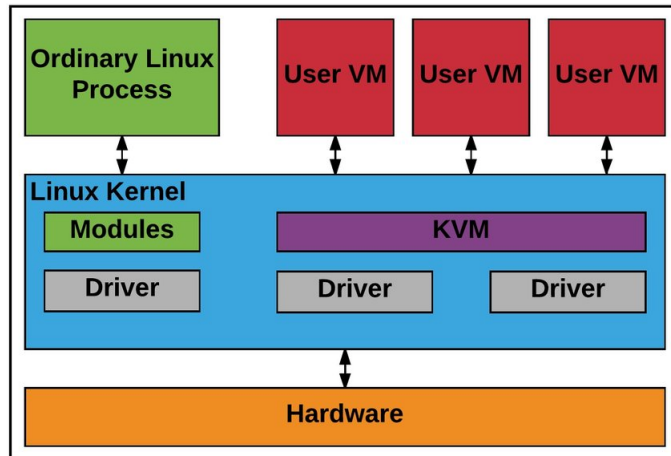 Ordinary Linux
Process
User VM
User VM
User VM
Linux Kernel
Modules
KVM
Driver
Driver
Driver
Hardware